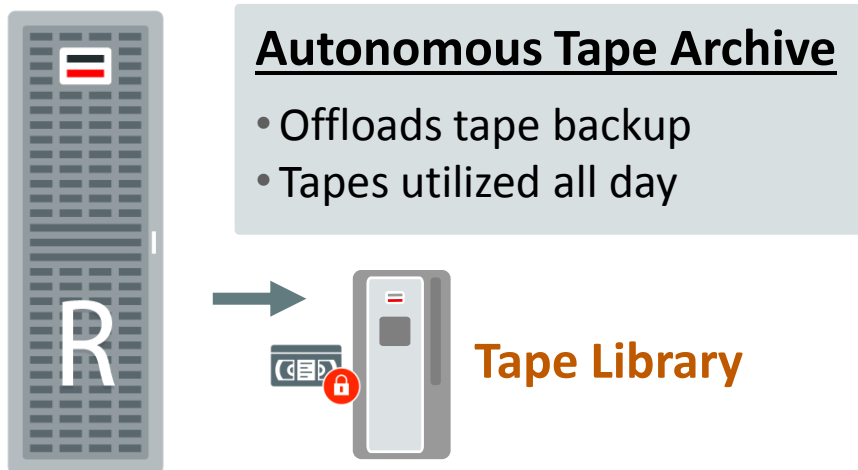 Autonomous Tape Archive
• Offloads tape backup
• Tapes utilized all day
R
Tape Library